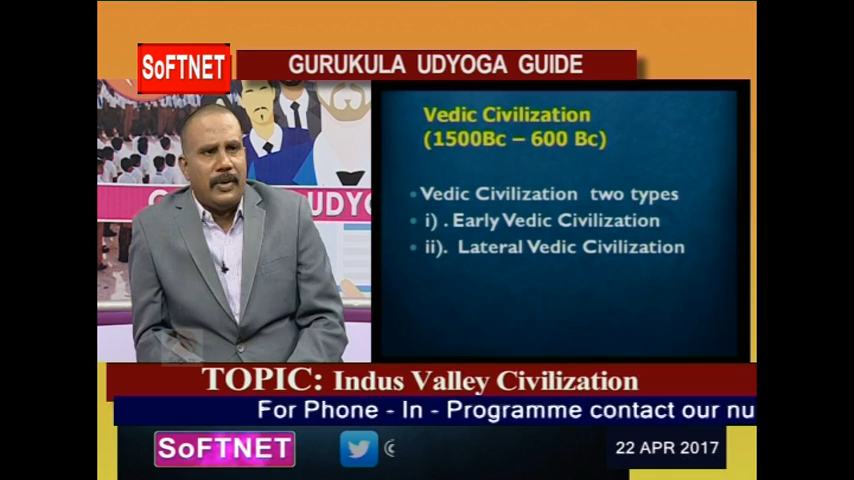 SoFTNET
GURUKULA UDYOGA GUIDE
Vedic Civilization
(1500Bc – 600 Bc)
• Vedic Civilization two types
• i) . Early Vedic Civilization
• ii). Lateral Vedic Civilization
UDYO
TOPIC: Indus Valley Civilization
For Phone - In - Programme contact our nu
SoFTNET
22 APR 2017